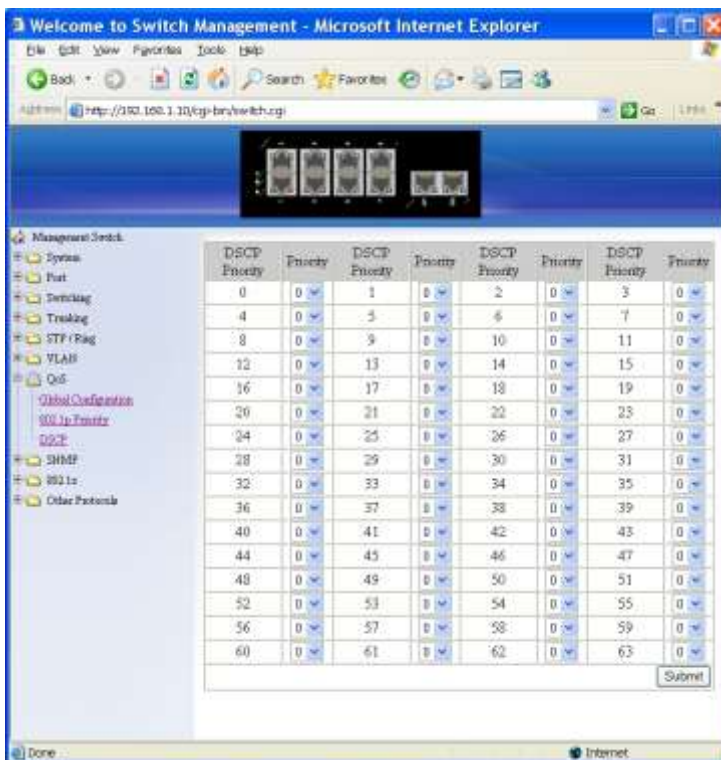 Welcome to Switch Management - Microsoft Internet Explorer
File Edit View Favorites Tools Help
Back Search Favorites
Address http://192.168.1.10/cgi-bin/switch.cgi Go Links
Management Switch
System
Port
Switching
Trunking
STP / Ring
VLAN
QoS
Global Configuration
802.1p Priority
DSCP
SNMP
802.1x
Other Protocols
DSCP Priority Priority DSCP Priority Priority DSCP Priority Priority DSCP Priority Priority
0 0 1 0 2 0 3 0
4 0 5 0 6 0 7 0
8 0 9 0 10 0 11 0
12 0 13 0 14 0 15 0
16 0 17 0 18 0 19 0
20 0 21 0 22 0 23 0
24 0 25 0 26 0 27 0
28 0 29 0 30 0 31 0
32 0 33 0 34 0 35 0
36 0 37 0 38 0 39 0
40 0 41 0 42 0 43 0
44 0 45 0 46 0 47 0
48 0 49 0 50 0 51 0
52 0 53 0 54 0 55 0
56 0 57 0 58 0 59 0
60 0 61 0 62 0 63 0
Submit
Done Internet